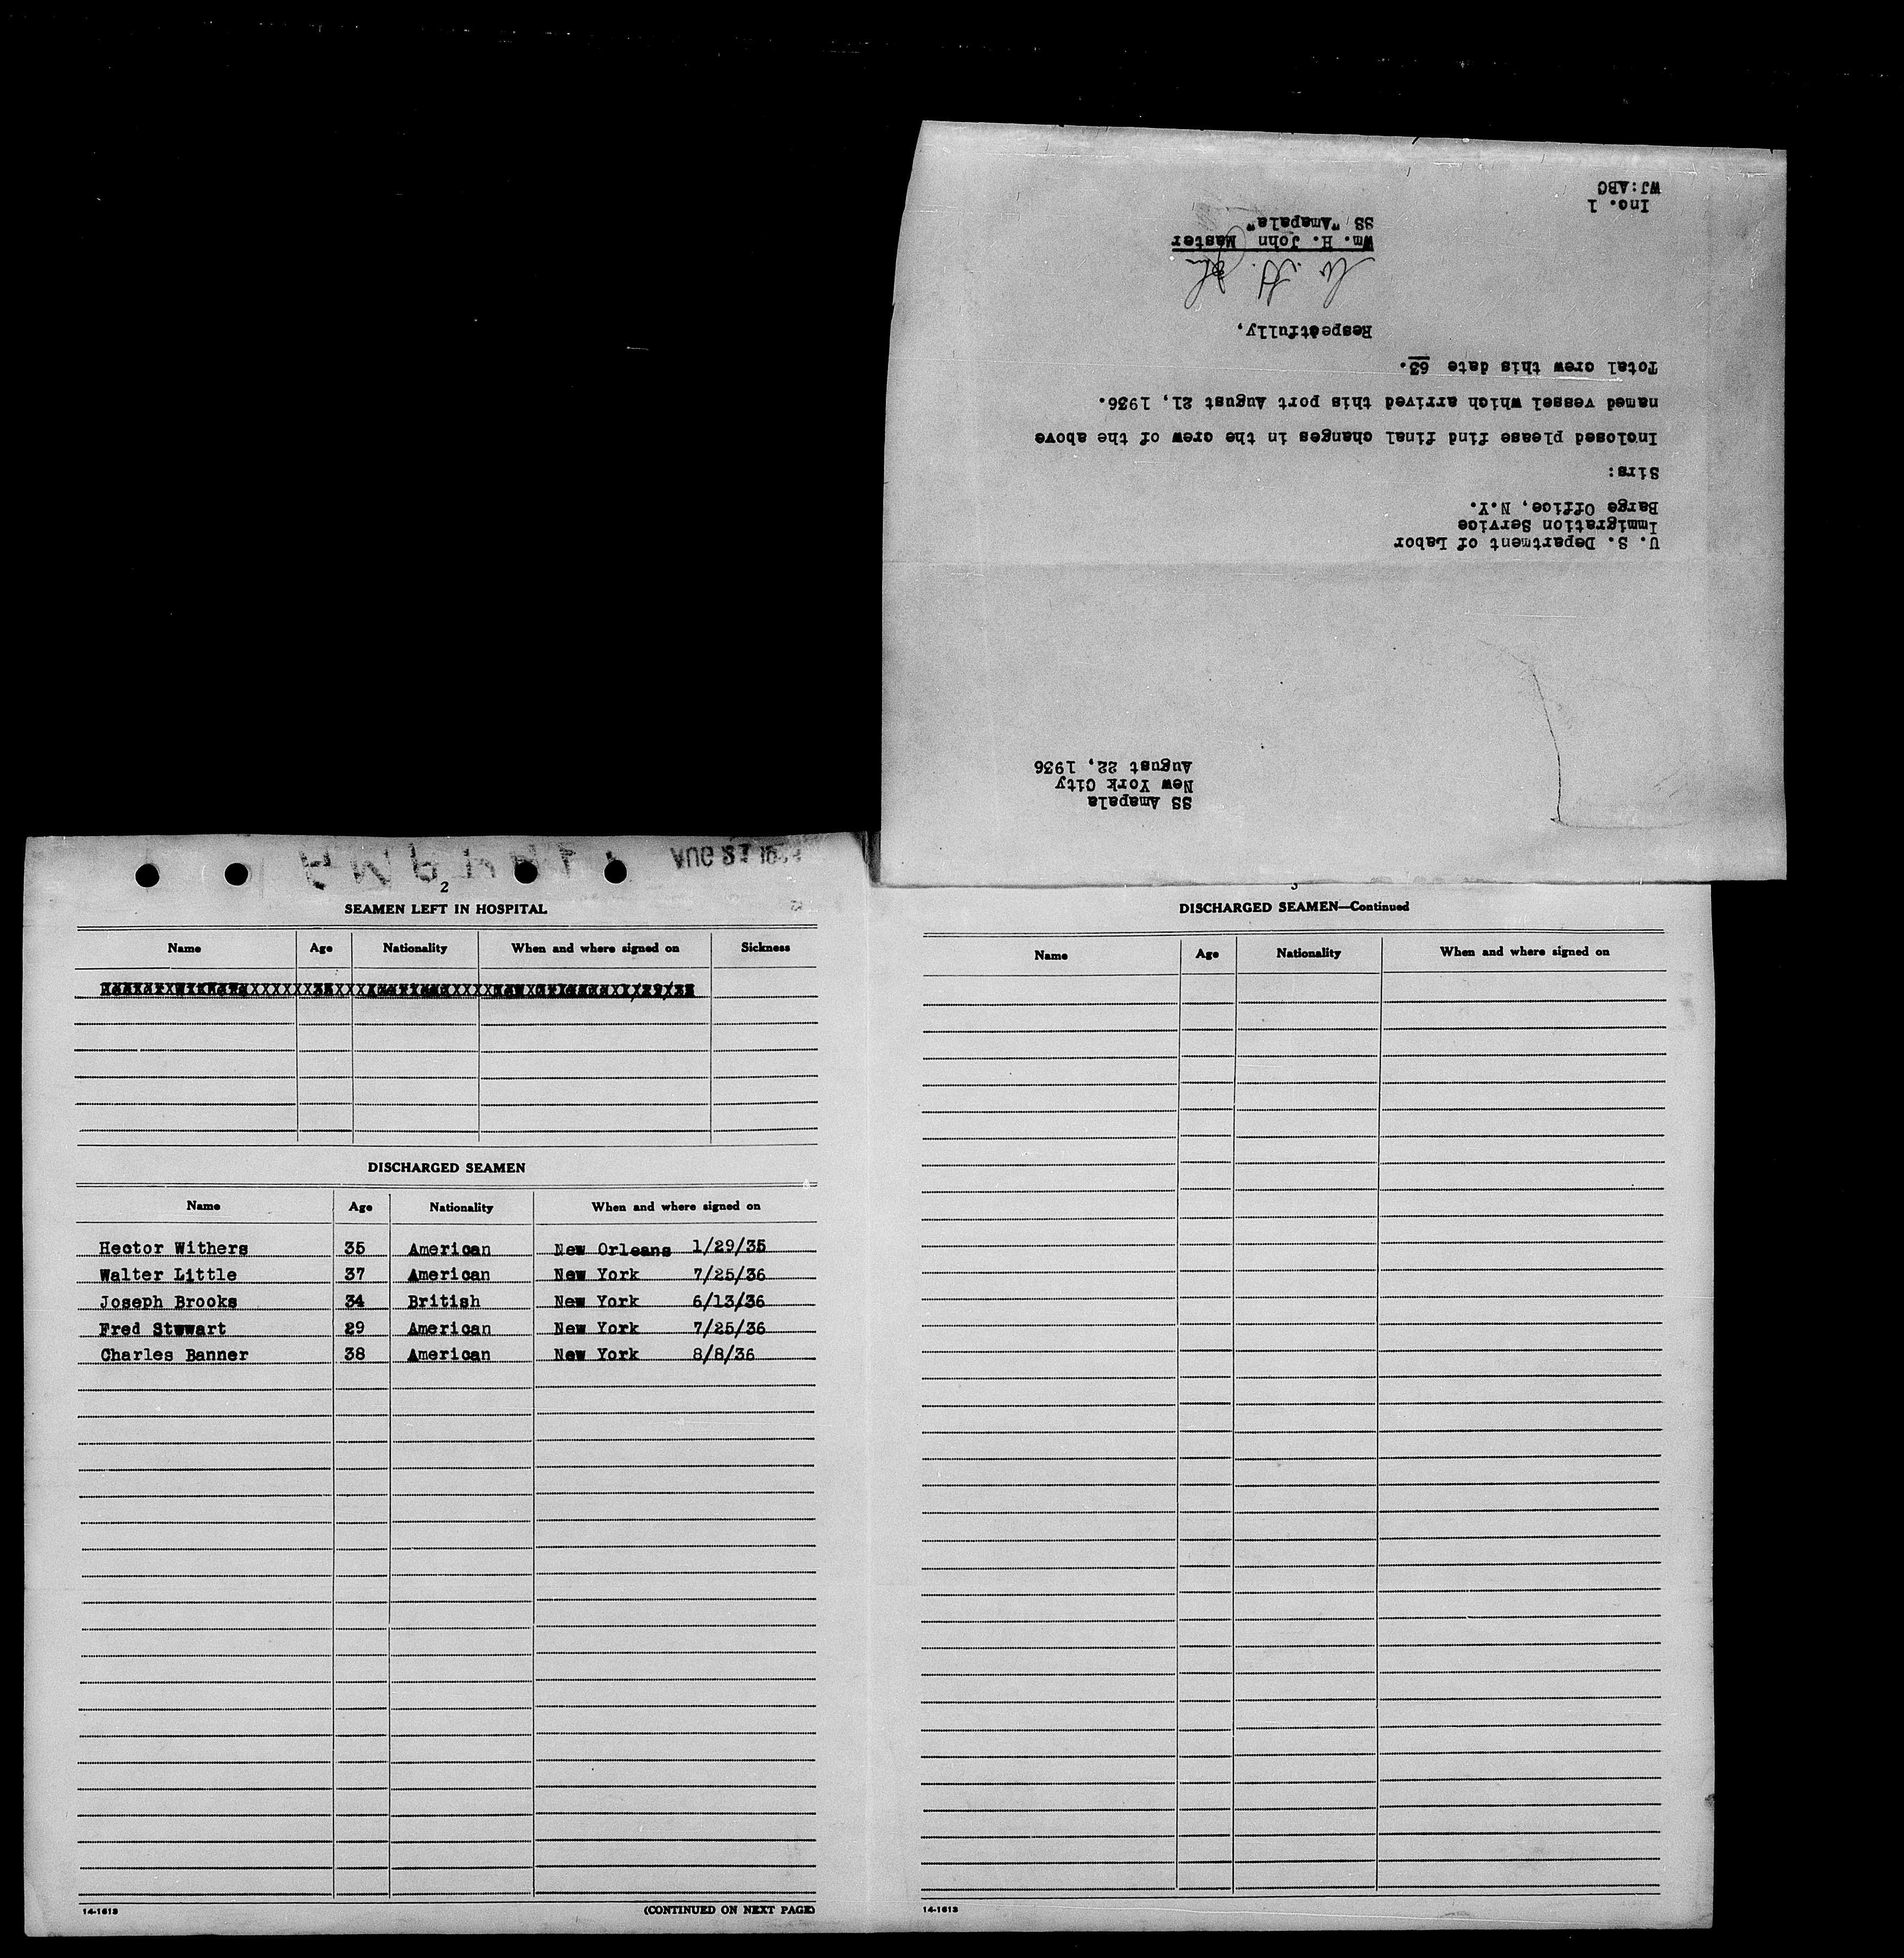 SS Amapala
New York City
August 22, 1936
U. S. Department of Labor
Immigration Service
Barge Office, N.Y.
Sirs:
Inclosed please find final changes in the crew of the above
named vessel which arrived this port August 21, 1936.
Total crew this date 63.
Respectfully,
Wm. H. John Master
SS "Amapala"
Inc. 1
WJ:ABC
2
SEAMEN LEFT IN HOSPITAL
Name Age Nationality When and where signed on Sickness
DISCHARGED SEAMEN
Name Age Nationality When and where signed on
Hector Withers 35 American New Orleans 1/29/35
Walter Little 37 American New York 7/25/36
Joseph Brooks 34 British New York 6/13/36
Fred Stwwart 29 American New York 7/25/36
Charles Banner 38 American New York 8/8/36
14-1613
(CONTINUED ON NEXT PAGE)
DISCHARGED SEAMEN—Continued
Name Age Nationality When and where signed on
14-1613